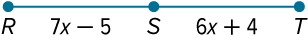 R 7x – 5 S 6x + 4 T